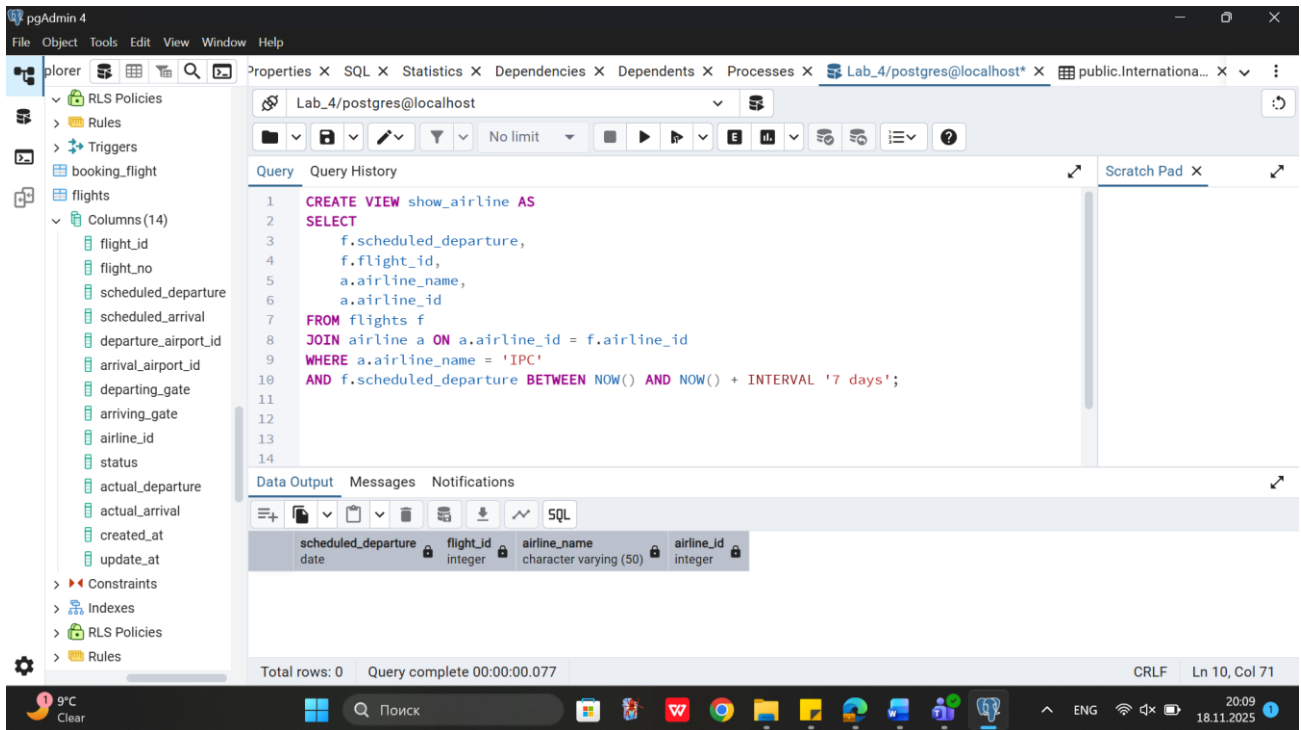 pgAdmin 4
File Object Tools Edit View Window Help
plorer
Properties SQL Statistics Dependencies Dependents Processes Lab_4/postgres@localhost* public.Internationa...
RLS Policies
Rules
Triggers
booking_flight
flights
Columns (14)
flight_id
flight_no
scheduled_departure
scheduled_arrival
departure_airport_id
arrival_airport_id
departing_gate
arriving_gate
airline_id
status
actual_departure
actual_arrival
created_at
update_at
Constraints
Indexes
RLS Policies
Rules
Lab_4/postgres@localhost
No limit
E
Query Query History
Scratch Pad
1 CREATE VIEW show_airline AS
2 SELECT
3 f.scheduled_departure,
4 f.flight_id,
5 a.airline_name,
6 a.airline_id
7 FROM flights f
8 JOIN airline a ON a.airline_id = f.airline_id
9 WHERE a.airline_name = 'IPC'
10 AND f.scheduled_departure BETWEEN NOW() AND NOW() + INTERVAL '7 days';
11
12
13
14
Data Output Messages Notifications
SQL
scheduled_departure flight_id airline_name airline_id
date integer character varying (50) integer
Total rows: 0 Query complete 00:00:00.077 CRLF Ln 10, Col 71
1 9°C
Clear
Поиск
ENG
20:09
18.11.2025
1